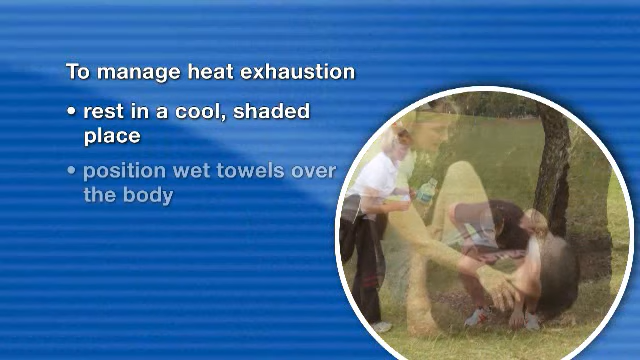 To manage heat exhaustion
• rest in a cool, shaded
place
• position wet towels over
the body